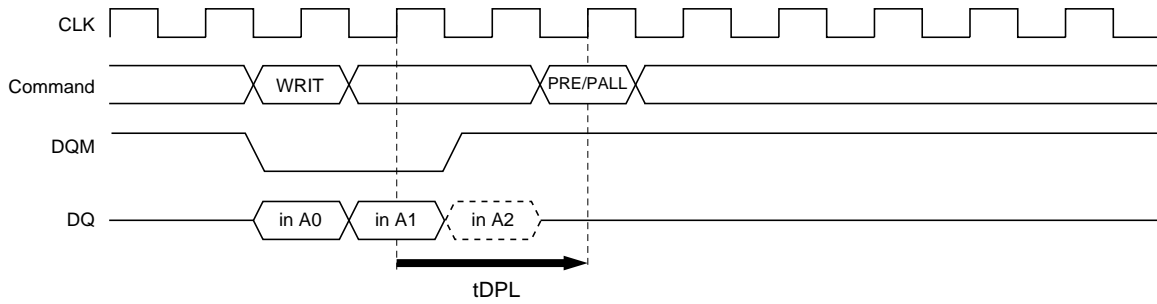 CLK
Command WRIT PRE/PALL
DQM
DQ in A0 in A1 in A2
tDPL